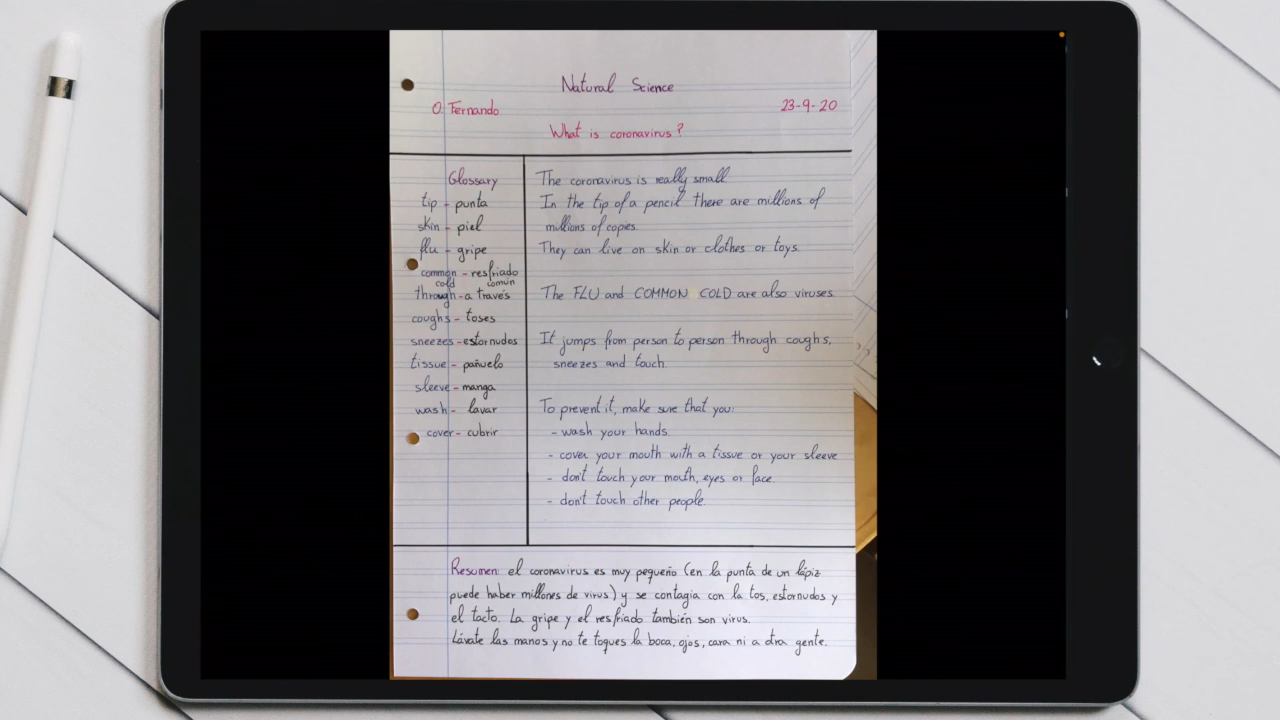 Natural Science
O. Fernando 23-9-20
What is coronavirus?
Glossary
tip - punta
skin - piel
flu - gripe
common cold - resfriado común
through - a través
coughs - toses
sneezes - estornudos
tissue - pañuelo
sleeve - manga
wash - lavar
cover - cubrir
The coronavirus is really small
In the tip of a pencil there are millions of
millions of copies.
They can live on skin or clothes or toys.
The FLU and COMMON COLD are also viruses.
It jumps from person to person through coughs,
sneezes and touch.
To prevent it, make sure that you:
- wash your hands
- cover your mouth with a tissue or your sleeve
- don't touch your mouth, eyes or face.
- don't touch other people.
Resumen: el coronavirus es muy pequeño (en la punta de un lápiz
puede haber millones de virus) y se contagia con la tos, estornudos y
el tacto. La gripe y el resfriado también son virus.
Lávate las manos y no te toques la boca, ojos, cara ni a otra gente.